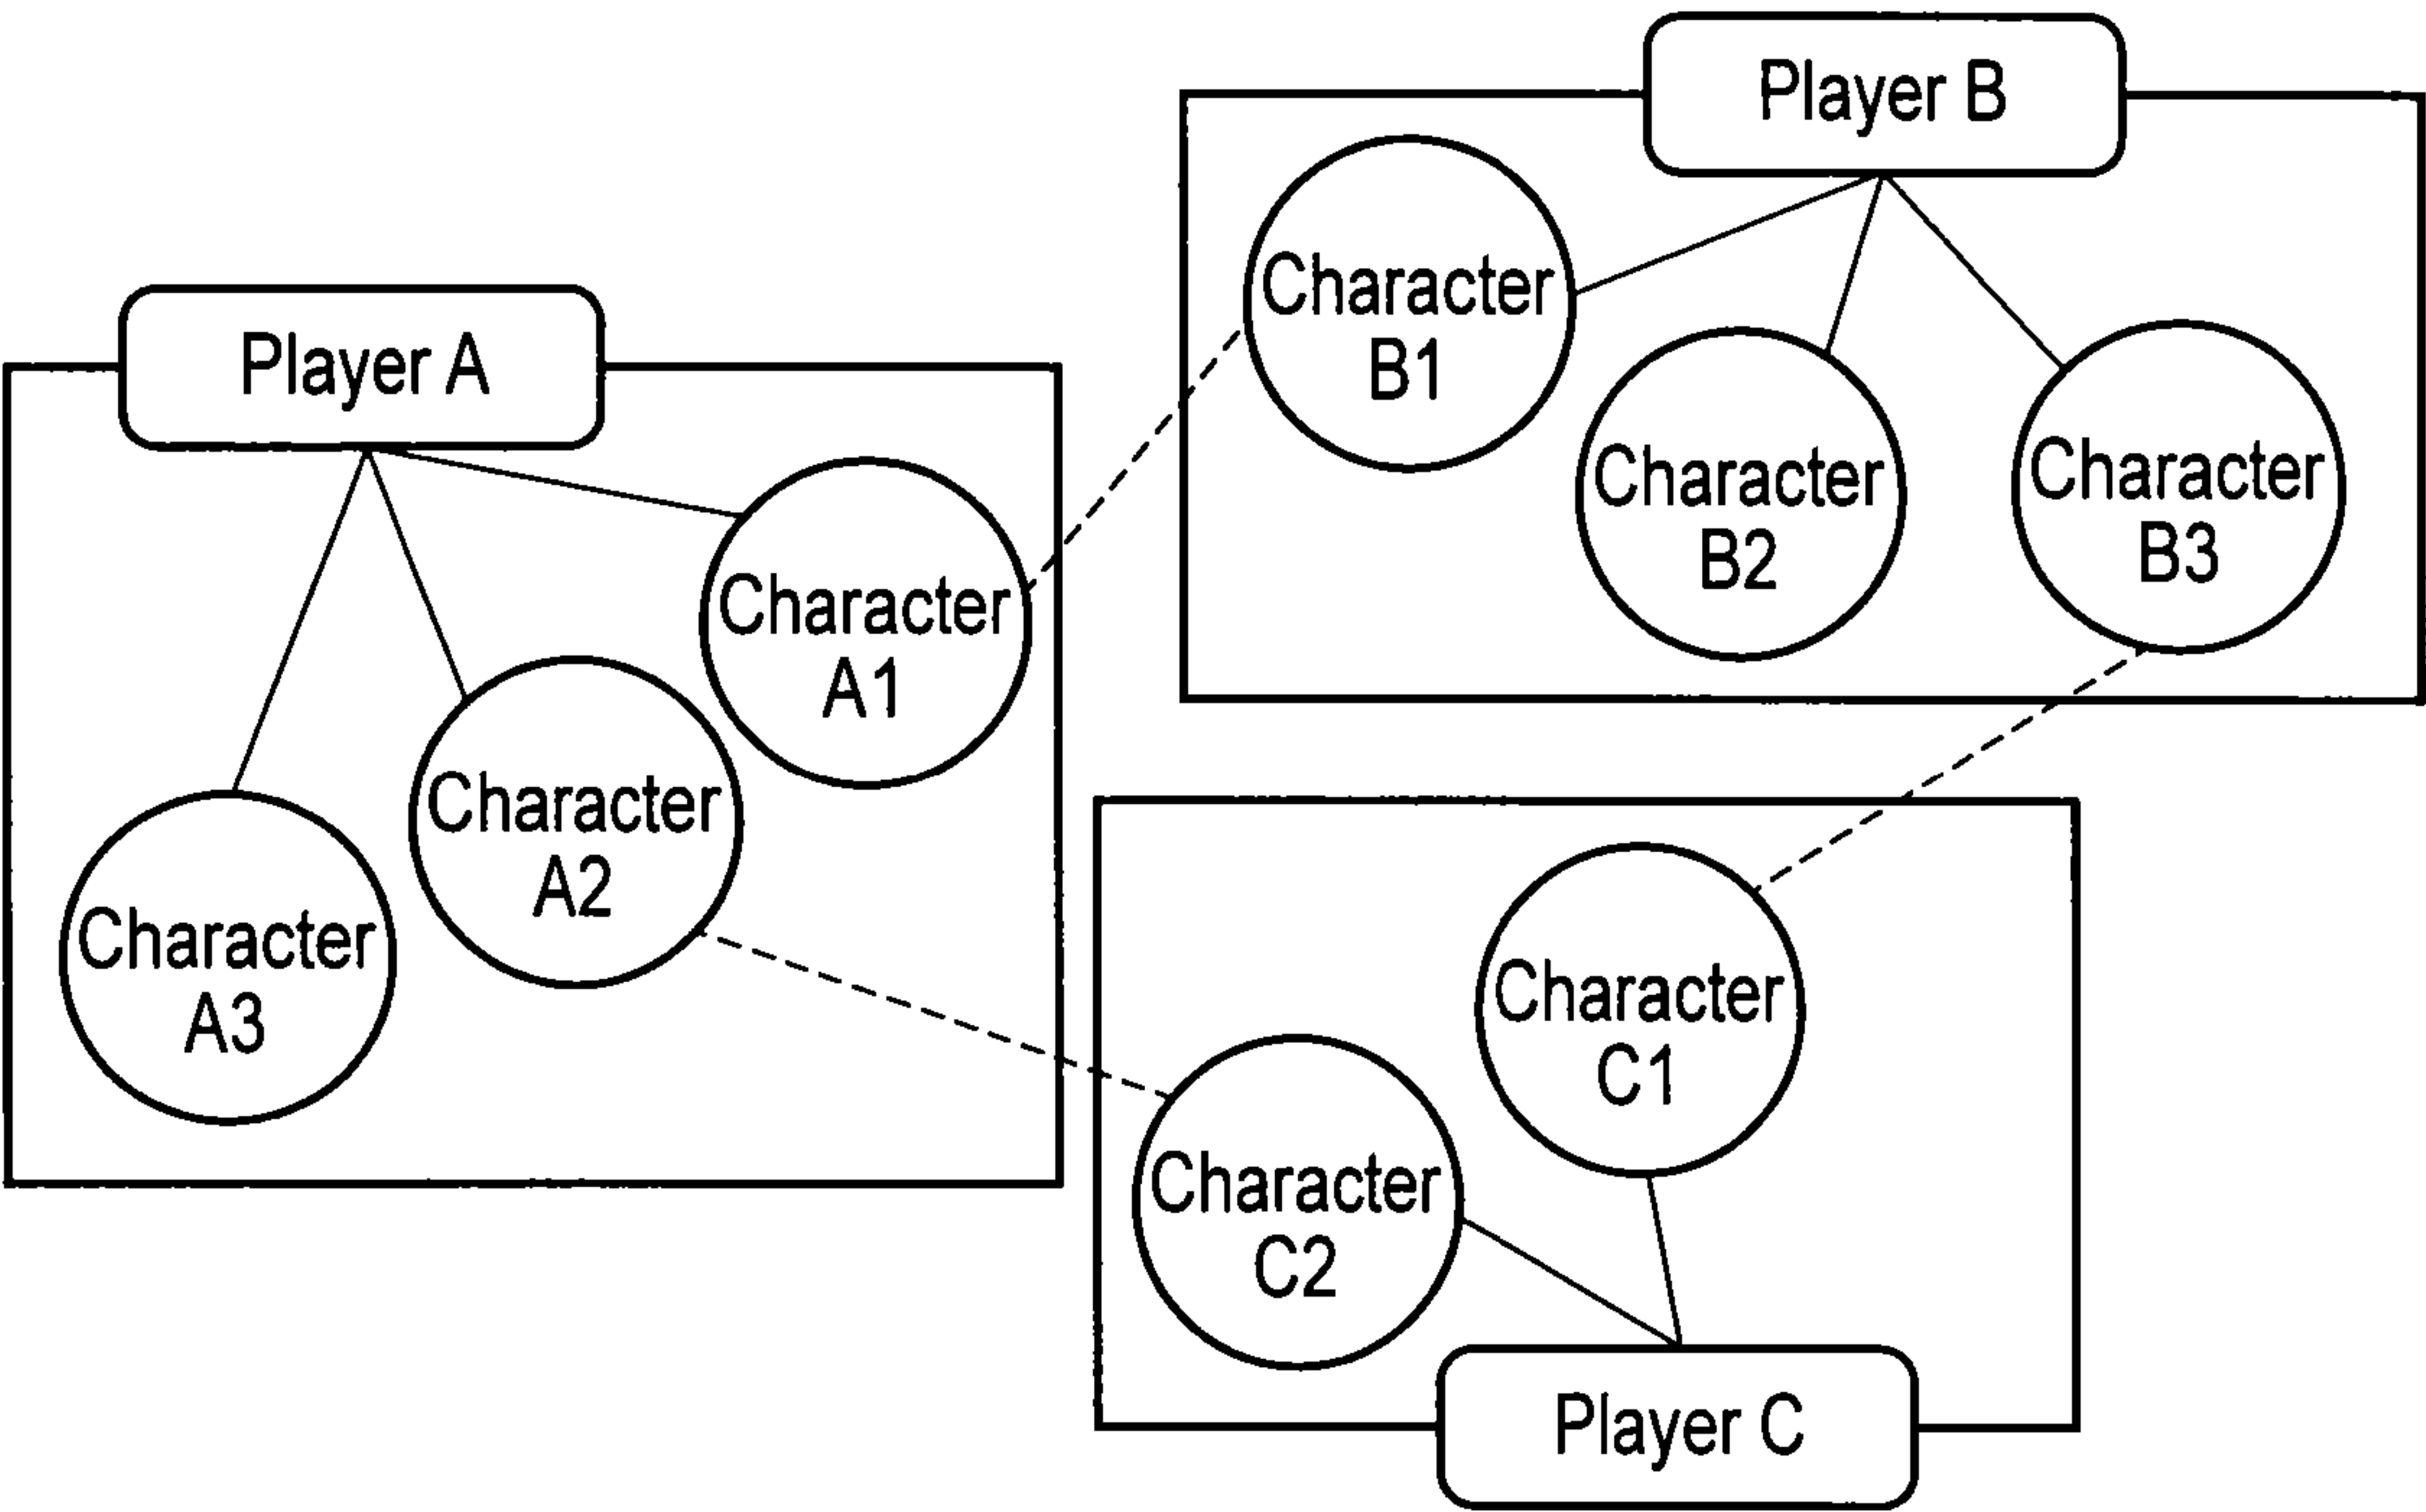 Player A
Character
A1
Character
A2
Character
A3
Player B
Character
B1
Character
B2
Character
B3
Character
C1
Character
C2
Player C